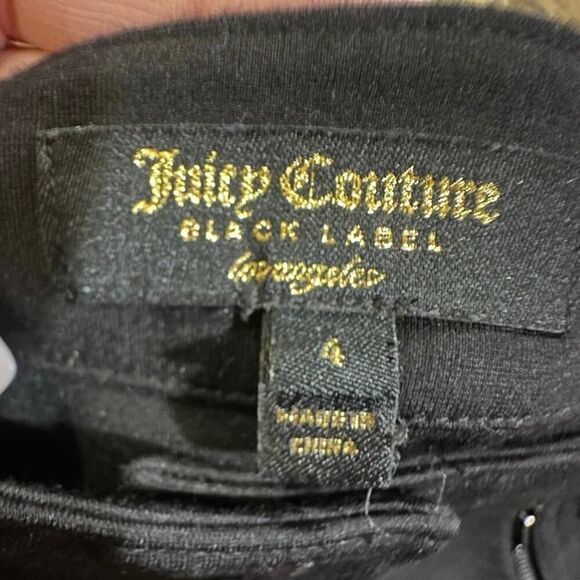 Juicy Couture
BLACK LABEL
los angeles
4
MADE IN
CHINA